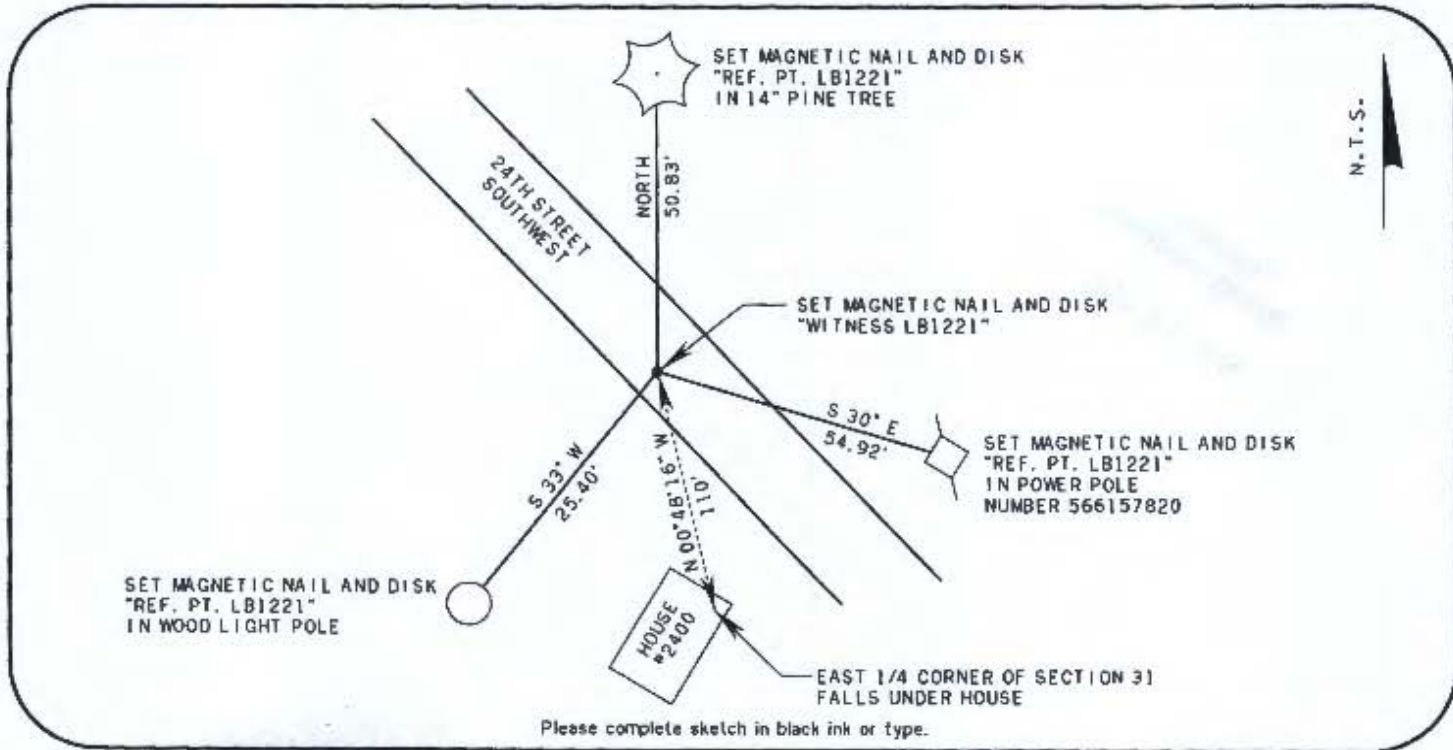 SET MAGNETIC NAIL AND DISK
"REF. PT. LB1221"
IN 14" PINE TREE
N.T.S.
24TH STREET
SOUTHWEST
NORTH
50.83'
SET MAGNETIC NAIL AND DISK
"WITNESS LB1221"
S 30° E
54.92'
SET MAGNETIC NAIL AND DISK
"REF. PT. LB1221"
IN POWER POLE
NUMBER 566157820
S 33° W
25.40'
N 00°48'16" W
110'
SET MAGNETIC NAIL AND DISK
"REF. PT. LB1221"
IN WOOD LIGHT POLE
HOUSE
#2400
EAST 1/4 CORNER OF SECTION 31
FALLS UNDER HOUSE
Please complete sketch in black ink or type.